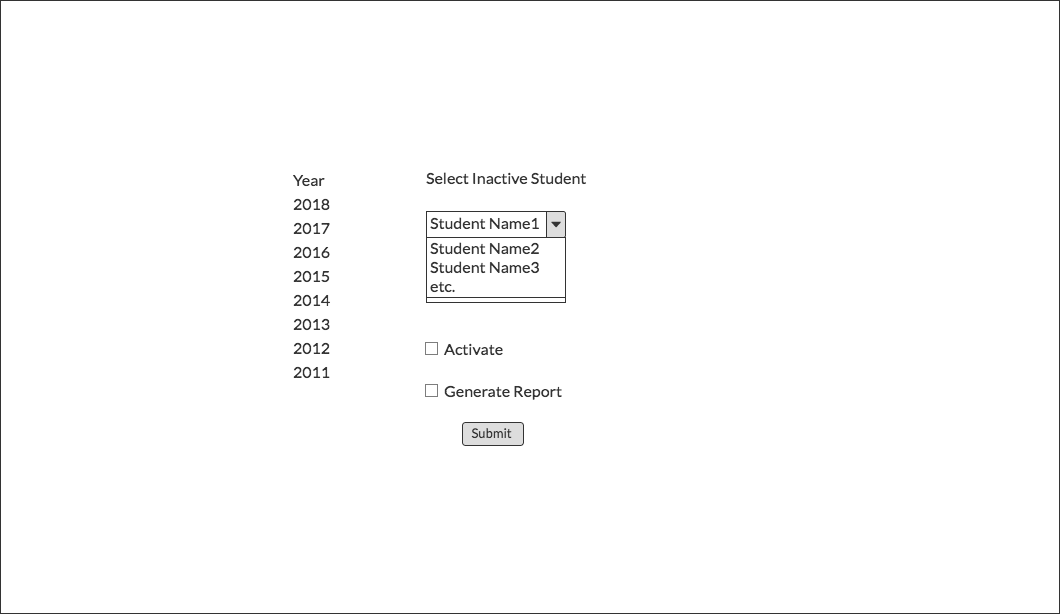 Year
2018
2017
2016
2015
2014
2013
2012
2011
Select Inactive Student
Student Name1
Student Name2
Student Name3
etc.
Activate
Generate Report
Submit